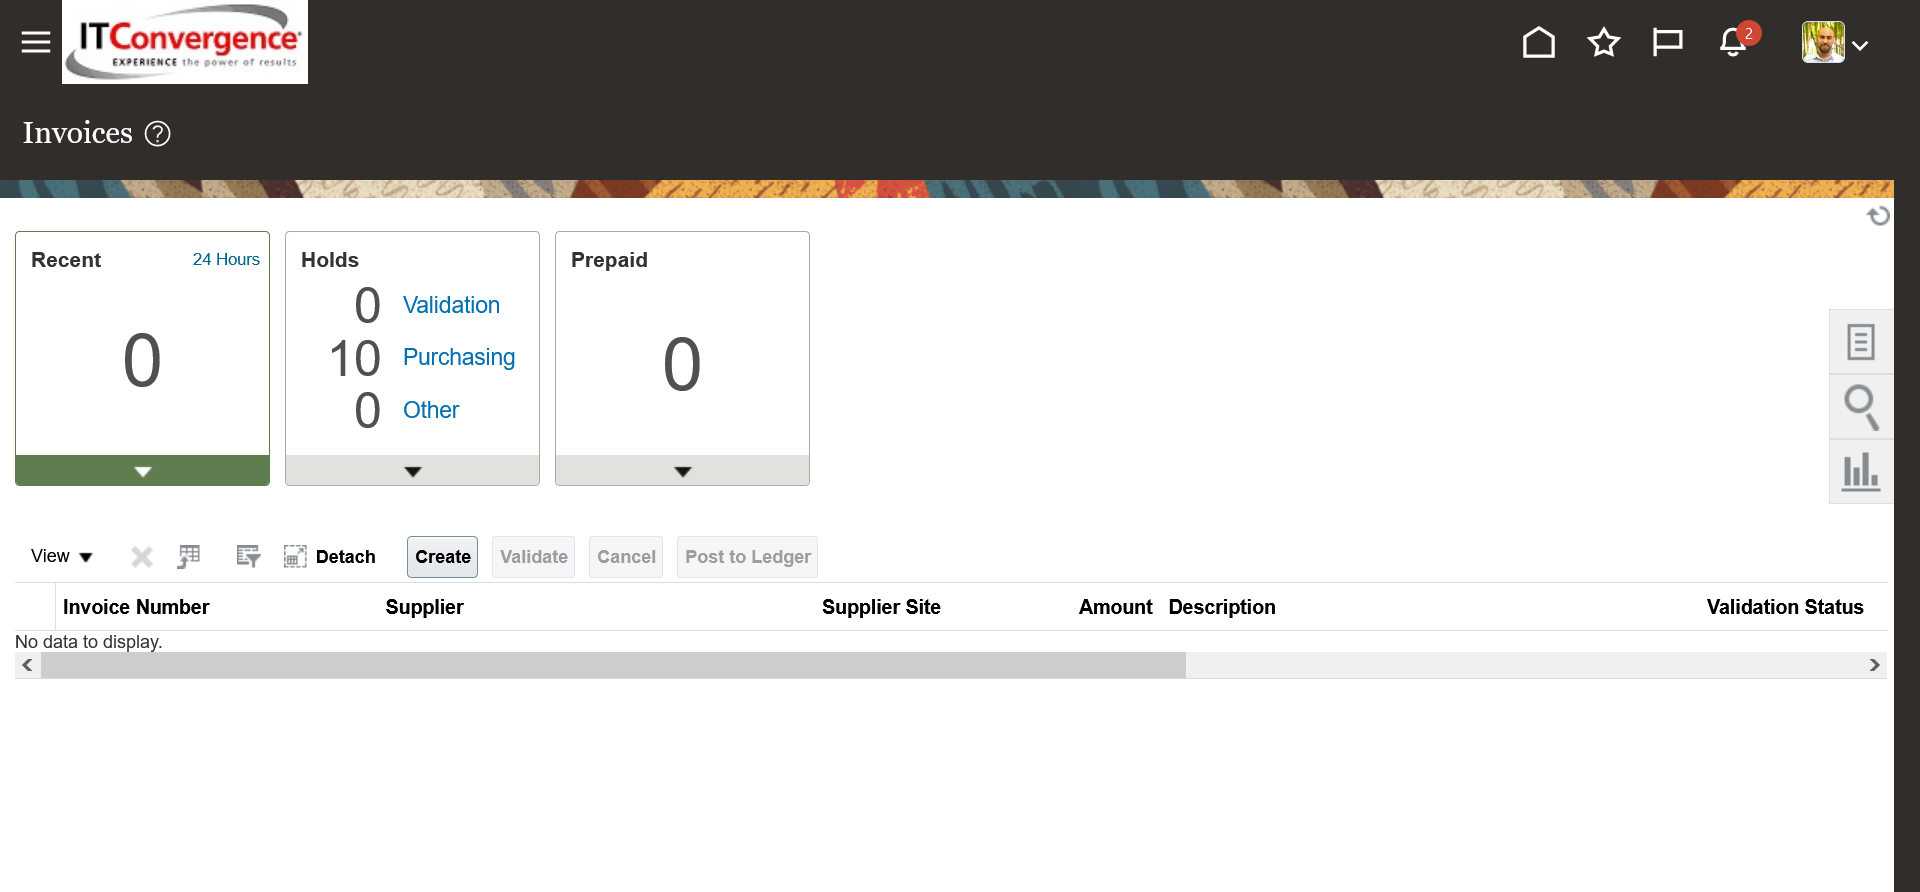 ITConvergence
EXPERIENCE the power of results
2
Invoices
Recent
24 Hours
0
Holds
0 Validation
10 Purchasing
0 Other
Prepaid
0
View
Detach
Create
Validate
Cancel
Post to Ledger
Invoice Number
Supplier
Supplier Site
Amount
Description
Validation Status
No data to display.